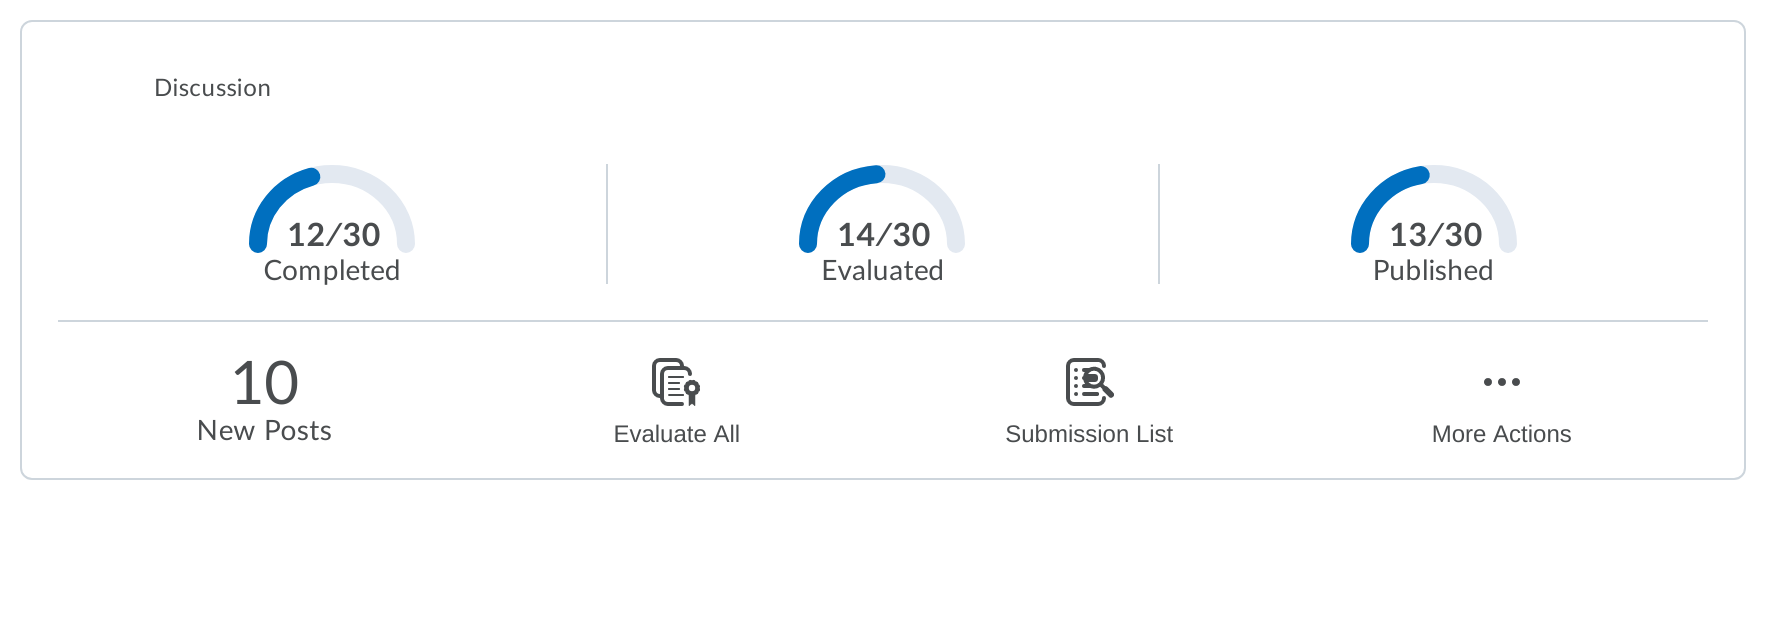 Discussion
12/30
Completed
14/30
Evaluated
13/30
Published
10
New Posts
Evaluate All
Submission List
More Actions